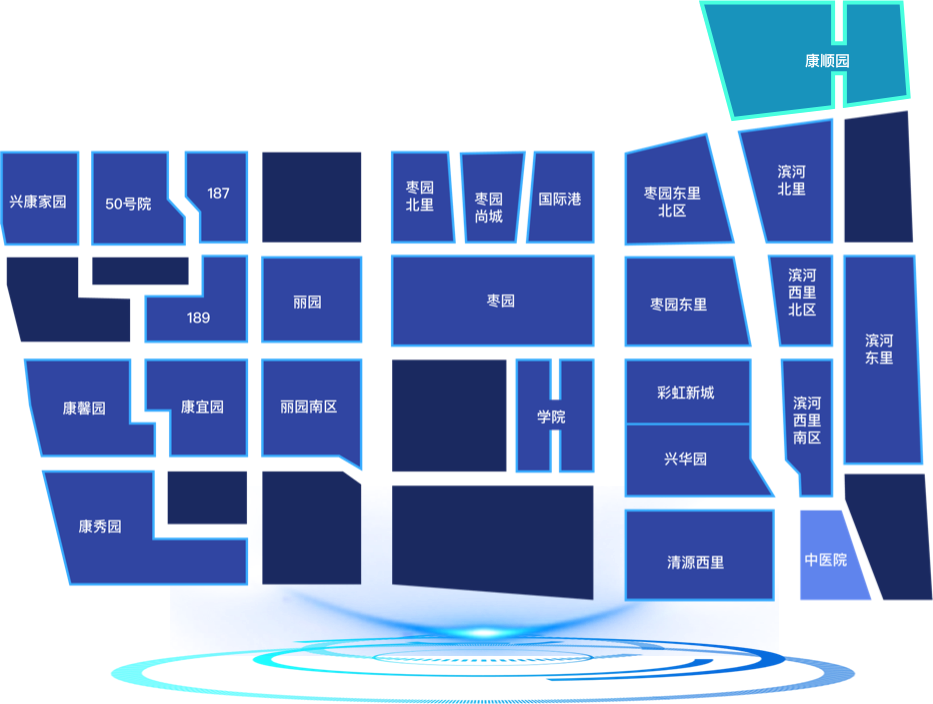 康顺园
兴康家园
50号院
187
枣园
北里
枣园
尚城
国际港
枣园东里
北区
滨河
北里
189
丽园
枣园
枣园东里
滨河
西里
北区
滨河
东里
康馨园
康宜园
丽园南区
学院
彩虹新城
兴华园
滨河
西里
南区
康秀园
清源西里
中医院